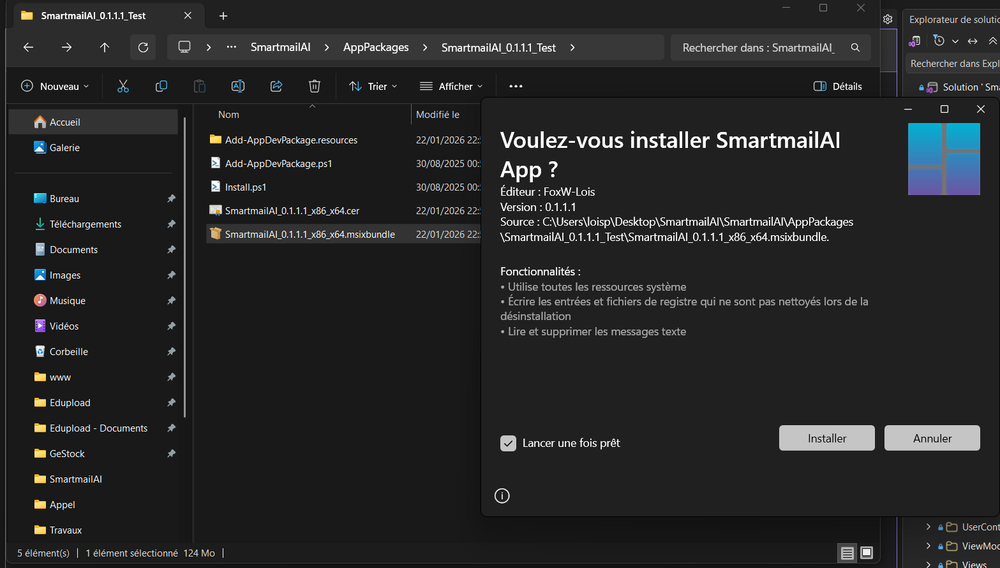 SmartmailAI_0.1.1.1_Test
SmartmailAI
AppPackages
SmartmailAI_0.1.1.1_Test
Rechercher dans : SmartmailAI_
Explorateur de solutio
Rechercher dans Expl
Solution ' Sma
Nouveau
Trier
Afficher
Détails
Nom
Modifié le
Accueil
Galerie
Bureau
Téléchargements
Documents
Images
Musique
Vidéos
Corbeille
www
Edupload
Edupload - Documents
GeStock
SmartmailAI
Appel
Travaux
Add-AppDevPackage.resources 22/01/2026 22:
Add-AppDevPackage.ps1 30/08/2025 00:
Install.ps1 30/08/2025 00:
SmartmailAI_0.1.1.1_x86_x64.cer 22/01/2026 22:
SmartmailAI_0.1.1.1_x86_x64.msixbundle 22/01/2026 22:
Voulez-vous installer SmartmailAI
App ?
Éditeur : FoxW-Lois
Version : 0.1.1.1
Source : C:\Users\loisp\Desktop\SmartmailAI\SmartmailAI\AppPackages
\SmartmailAI_0.1.1.1_Test\SmartmailAI_0.1.1.1_x86_x64.msixbundle.
Fonctionnalités :
• Utilise toutes les ressources système
• Écrire les entrées et fichiers de registre qui ne sont pas nettoyés lors de la
désinstallation
• Lire et supprimer les messages texte
Lancer une fois prêt
Installer
Annuler
UserCont
ViewMod
Views
5 élément(s)
1 élément sélectionné 124 Mo